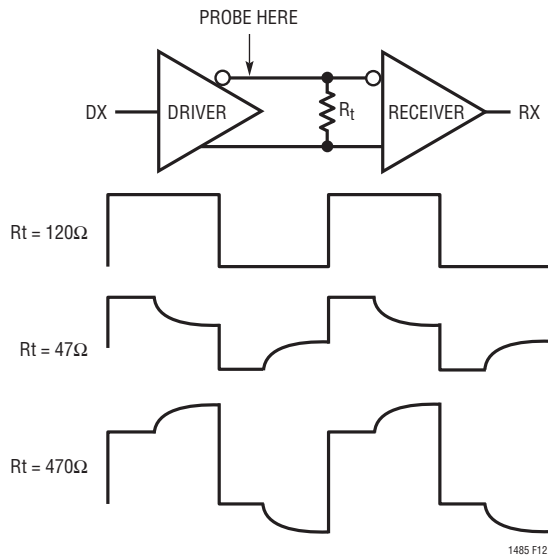 PROBE HERE
DX
DRIVER
Rt
RECEIVER
RX
Rt = 120Ω
Rt = 47Ω
Rt = 470Ω
1485 F12